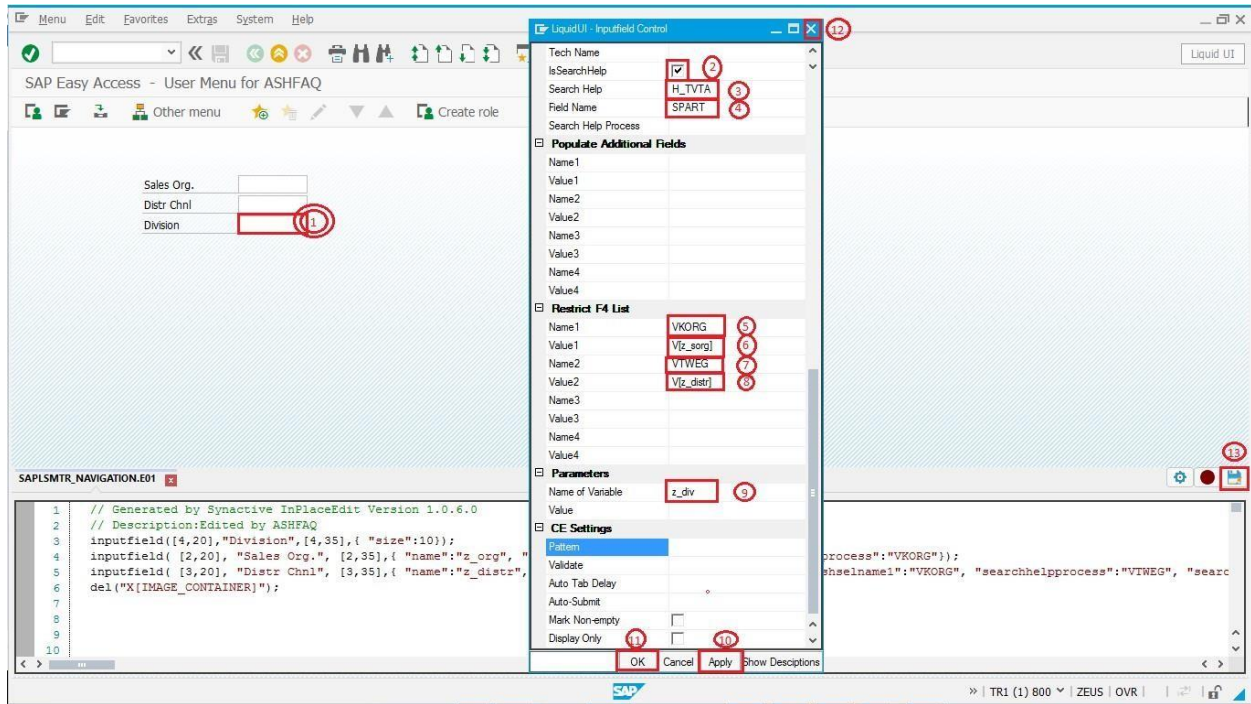 Menu Edit Favorites Extras System Help
Liquid UI
SAP Easy Access - User Menu for ASHFAQ
Other menu Create role
Sales Org.
Distr Chnl
Division 1
LiquidUI - Inputfield Control 12
Tech Name
IsSearchHelp 2
Search Help H_TVTA 3
Field Name SPART 4
Search Help Process
Populate Additional Fields
Name1
Value1
Name2
Value2
Name3
Value3
Name4
Value4
Restrict F4 List
Name1 VKORG 5
Value1 V[z_sorg] 6
Name2 VTWEG 7
Value2 V[z_distr] 8
Name3
Value3
Name4
Value4
Parameters
Name of Variable z_div 9
Value
CE Settings
Pattern
Validate
Auto Tab Delay
Auto-Submit
Mark Non-empty
Display Only
11 10
OK Cancel Apply Show Desciptions
13
SAPLSMTR_NAVIGATION.E01 x
1 // Generated by Synactive InPlaceEdit Version 1.0.6.0
2 // Description:Edited by ASHFAQ
3 inputfield([4,20],"Division",[4,35],{ "size":10});
4 inputfield( [2,20], "Sales Org.", [2,35],{ "name":"z_org", " process":"VKORG"});
5 inputfield( [3,20], "Distr Chnl", [3,35],{ "name":"z_distr", shselname1":"VKORG", "searchhelpprocess":"VTWEG", "searc
6 del("X[IMAGE_CONTAINER]");
7
8
9
10
SAP » | TR1 (1) 800 | ZEUS | OVR |